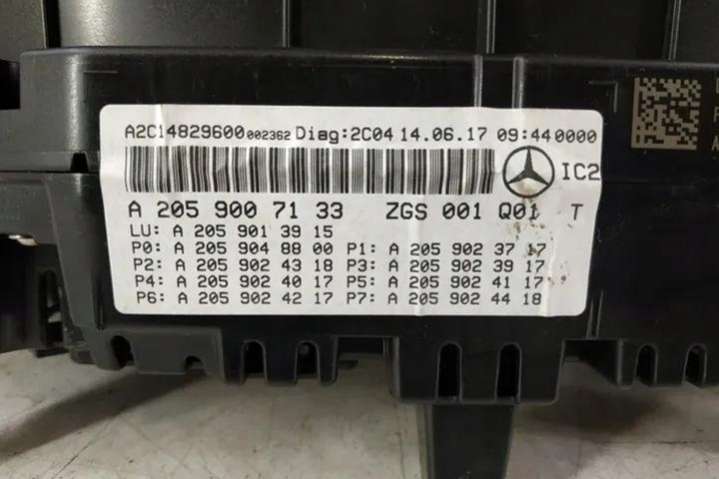 A2C14829600 002362 Diag:2C04 14.06.17 09:44 0000
IC2
A 205 900 71 33 ZGS 001 Q01 T
LU: A 205 901 39 15
P0: A 205 904 88 00 P1: A 205 902 37 17
P2: A 205 902 43 18 P3: A 205 902 39 17
P4: A 205 902 40 17 P5: A 205 902 41 17
P6: A 205 902 42 17 P7: A 205 902 44 18